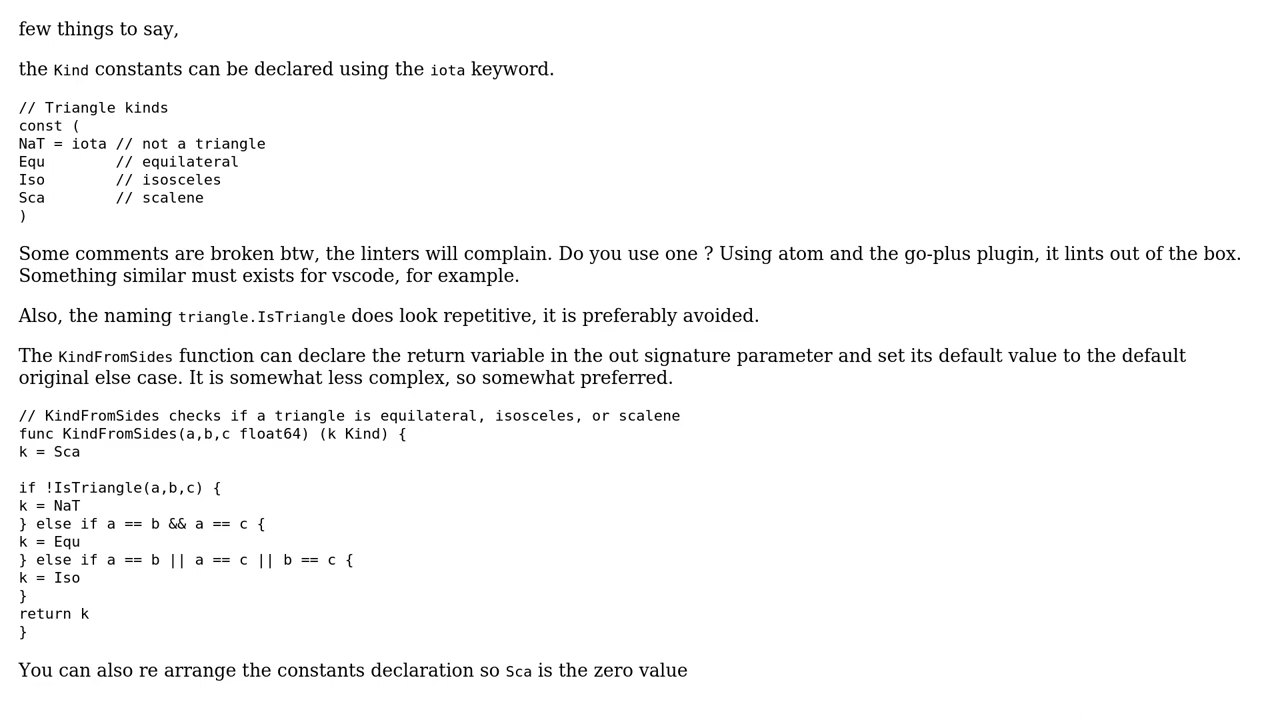 few things to say,
the Kind constants can be declared using the iota keyword.
// Triangle kinds
const (
NaT = iota // not a triangle
Equ        // equilateral
Iso        // isosceles
Sca        // scalene
)
Some comments are broken btw, the linters will complain. Do you use one ? Using atom and the go-plus plugin, it lints out of the box.
Something similar must exists for vscode, for example.
Also, the naming triangle.IsTriangle does look repetitive, it is preferably avoided.
The KindFromSides function can declare the return variable in the out signature parameter and set its default value to the default
original else case. It is somewhat less complex, so somewhat preferred.
// KindFromSides checks if a triangle is equilateral, isosceles, or scalene
func KindFromSides(a,b,c float64) (k Kind) {
k = Sca
if !IsTriangle(a,b,c) {
k = NaT
} else if a == b && a == c {
k = Equ
} else if a == b || a == c || b == c {
k = Iso
}
return k
}
You can also re arrange the constants declaration so Sca is the zero value